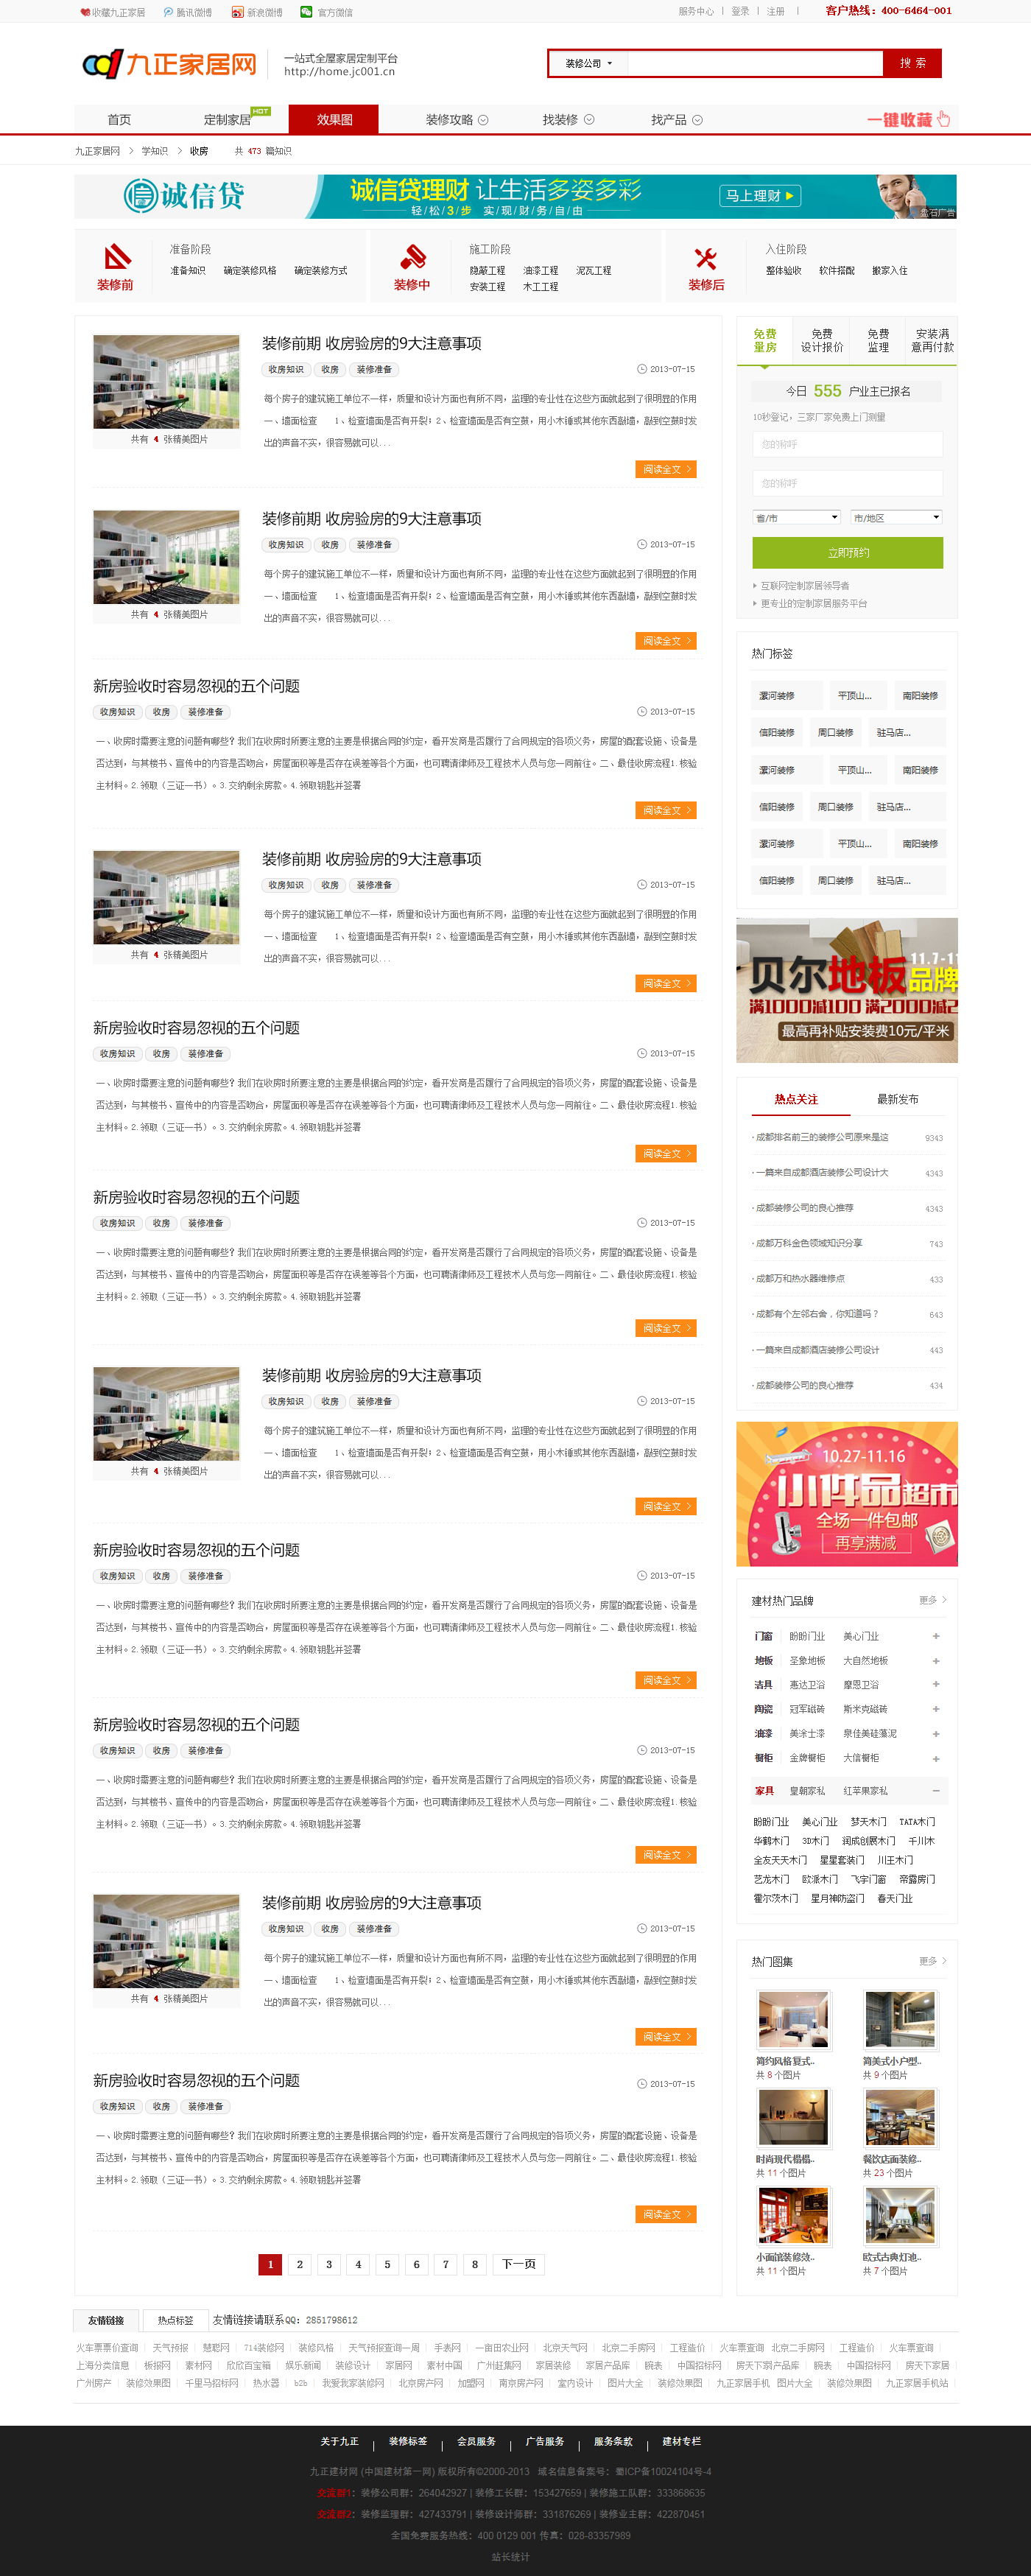 收藏九正家居 腾讯微博 新浪微博 官方微信 服务中心 | 登录 | 注册 | 客户热线：400-6464-001
九正家居网 一站式全屋家居定制平台
http://home.jc001.cn
装修公司 搜 索
首页 定制家居 HOT 效果图 装修攻略 找装修 找产品 一键收藏
九正家居网 > 学知识 > 收房 共 473 篇知识
诚信贷 诚信贷理财 让生活多姿多彩 马上理财
轻/松/3/步 实/现/财/务/自/由
装修前 准备阶段
准备知识 确定装修风格 确定装修方式
装修中 施工阶段
隐蔽工程 油漆工程 泥瓦工程
安装工程 木工工程
装修后 入住阶段
整体验收 软件搭配 搬家入住
装修前期 收房验房的9大注意事项
收房知识 收房 装修准备 2013-07-15
每个房子的建筑施工单位不一样，质量和设计方面也有所不同，监理的专业性在这些方面就起到了很明显的作用
一、墙面检查 1、检查墙面是否有开裂；2、检查墙面是否有空鼓，用小木锤或其他东西敲墙，敲到空鼓时发
出的声音不实，很容易就可以...
共有 4 张精美图片
阅读全文 >
装修前期 收房验房的9大注意事项
收房知识 收房 装修准备 2013-07-15
每个房子的建筑施工单位不一样，质量和设计方面也有所不同，监理的专业性在这些方面就起到了很明显的作用
一、墙面检查 1、检查墙面是否有开裂；2、检查墙面是否有空鼓，用小木锤或其他东西敲墙，敲到空鼓时发
出的声音不实，很容易就可以...
共有 4 张精美图片
阅读全文 >
新房验收时容易忽视的五个问题
收房知识 收房 装修准备 2013-07-15
一、收房时需要注意的问题有哪些？我们在收房时所要注意的主要是根据合同的约定，看开发商是否履行了合同规定的各项义务，房屋的配套设施、设备是
否达到，与其楼书、宣传中的内容是否吻合，房屋面积等是否存在误差等各个方面，也可聘请律师及工程技术人员与您一同前往。二、最佳收房流程1.核验
主材料。2.领取（三证一书）。3.交纳剩余房款。4.领取钥匙并签署
阅读全文 >
装修前期 收房验房的9大注意事项
收房知识 收房 装修准备 2013-07-15
每个房子的建筑施工单位不一样，质量和设计方面也有所不同，监理的专业性在这些方面就起到了很明显的作用
一、墙面检查 1、检查墙面是否有开裂；2、检查墙面是否有空鼓，用小木锤或其他东西敲墙，敲到空鼓时发
出的声音不实，很容易就可以...
共有 4 张精美图片
阅读全文 >
新房验收时容易忽视的五个问题
收房知识 收房 装修准备 2013-07-15
一、收房时需要注意的问题有哪些？我们在收房时所要注意的主要是根据合同的约定，看开发商是否履行了合同规定的各项义务，房屋的配套设施、设备是
否达到，与其楼书、宣传中的内容是否吻合，房屋面积等是否存在误差等各个方面，也可聘请律师及工程技术人员与您一同前往。二、最佳收房流程1.核验
主材料。2.领取（三证一书）。3.交纳剩余房款。4.领取钥匙并签署
阅读全文 >
新房验收时容易忽视的五个问题
收房知识 收房 装修准备 2013-07-15
一、收房时需要注意的问题有哪些？我们在收房时所要注意的主要是根据合同的约定，看开发商是否履行了合同规定的各项义务，房屋的配套设施、设备是
否达到，与其楼书、宣传中的内容是否吻合，房屋面积等是否存在误差等各个方面，也可聘请律师及工程技术人员与您一同前往。二、最佳收房流程1.核验
主材料。2.领取（三证一书）。3.交纳剩余房款。4.领取钥匙并签署
阅读全文 >
装修前期 收房验房的9大注意事项
收房知识 收房 装修准备 2013-07-15
每个房子的建筑施工单位不一样，质量和设计方面也有所不同，监理的专业性在这些方面就起到了很明显的作用
一、墙面检查 1、检查墙面是否有开裂；2、检查墙面是否有空鼓，用小木锤或其他东西敲墙，敲到空鼓时发
出的声音不实，很容易就可以...
共有 4 张精美图片
阅读全文 >
新房验收时容易忽视的五个问题
收房知识 收房 装修准备 2013-07-15
一、收房时需要注意的问题有哪些？我们在收房时所要注意的主要是根据合同的约定，看开发商是否履行了合同规定的各项义务，房屋的配套设施、设备是
否达到，与其楼书、宣传中的内容是否吻合，房屋面积等是否存在误差等各个方面，也可聘请律师及工程技术人员与您一同前往。二、最佳收房流程1.核验
主材料。2.领取（三证一书）。3.交纳剩余房款。4.领取钥匙并签署
阅读全文 >
新房验收时容易忽视的五个问题
收房知识 收房 装修准备 2013-07-15
一、收房时需要注意的问题有哪些？我们在收房时所要注意的主要是根据合同的约定，看开发商是否履行了合同规定的各项义务，房屋的配套设施、设备是
否达到，与其楼书、宣传中的内容是否吻合，房屋面积等是否存在误差等各个方面，也可聘请律师及工程技术人员与您一同前往。二、最佳收房流程1.核验
主材料。2.领取（三证一书）。3.交纳剩余房款。4.领取钥匙并签署
阅读全文 >
装修前期 收房验房的9大注意事项
收房知识 收房 装修准备 2013-07-15
每个房子的建筑施工单位不一样，质量和设计方面也有所不同，监理的专业性在这些方面就起到了很明显的作用
一、墙面检查 1、检查墙面是否有开裂；2、检查墙面是否有空鼓，用小木锤或其他东西敲墙，敲到空鼓时发
出的声音不实，很容易就可以...
共有 4 张精美图片
阅读全文 >
新房验收时容易忽视的五个问题
收房知识 收房 装修准备 2013-07-15
一、收房时需要注意的问题有哪些？我们在收房时所要注意的主要是根据合同的约定，看开发商是否履行了合同规定的各项义务，房屋的配套设施、设备是
否达到，与其楼书、宣传中的内容是否吻合，房屋面积等是否存在误差等各个方面，也可聘请律师及工程技术人员与您一同前往。二、最佳收房流程1.核验
主材料。2.领取（三证一书）。3.交纳剩余房款。4.领取钥匙并签署
阅读全文 >
1 2 3 4 5 6 7 8 下一页
免费 免费 免费 安装满
量房 设计报价 监理 意再付款
今日 555 户业主已报名
10秒登记，三家厂家免费上门测量
您的称呼
您的称呼
省/市 市/地区
立即预约
互联网定制家居领导者
更专业的定制家居服务平台
热门标签
漯河装修 平顶山... 南阳装修
信阳装修 周口装修 驻马店...
漯河装修 平顶山... 南阳装修
信阳装修 周口装修 驻马店...
漯河装修 平顶山... 南阳装修
信阳装修 周口装修 驻马店...
11.7-11
贝尔地板品牌
满1000减100 满2000减2
最高再补贴安装费10元/平米
热点关注 最新发布
· 成都排名前三的装修公司原来是这 9343
· 一篇来自成都酒店装修公司设计大 4343
· 成都装修公司的良心推荐 4343
· 成都万科金色领域知识分享 743
· 成都万和热水器维修点 433
· 成都有个左邻右舍，你知道吗？ 643
· 一篇来自成都酒店装修公司设计 443
· 成都装修公司的良心推荐 434
10.27-11.16
小件品超市
全场一件包邮
再享满减
建材热门品牌 更多 >
门窗 盼盼门业 美心门业 +
地板 圣象地板 大自然地板 +
洁具 惠达卫浴 摩恩卫浴 +
陶瓷 冠军磁砖 斯米克磁砖 +
油漆 美涂士漆 泉佳美硅藻泥 +
橱柜 金牌橱柜 大信橱柜 +
家具 皇朝家私 红苹果家私 −
盼盼门业 美心门业 梦天木门 TATA木门
华鹤木门 3D木门 润成创展木门 千川木
全友天天木门 星星套装门 川王木门
艺龙木门 欧派木门 飞宇门窗 帝露房门
霍尔茨木门 星月神防盗门 春天门业
热门图集 更多 >
简约风格复式.. 简美式小户型..
共 8 个图片 共 9 个图片
时尚现代榻榻.. 餐饮店面装修..
共 11 个图片 共 23 个图片
小面馆装修效.. 欧式古典灯池..
共 11 个图片 共 7 个图片
友情链接 热点标签 友情链接请联系QQ：2851798612
火车票票价查询 天气预报 慧聪网 714装修网 装修风格 天气预报查询一周 手表网 一亩田农业网 北京天气网 北京二手房网 工程造价 火车票查询 北京二手房网 工程造价 火车票查询
上海分类信息 板报网 素材网 欣欣百宝箱 娱乐新闻 装修设计 家居网 素材中国 广州赶集网 家居装修 家居产品库 腕表 中国招标网 房天下家居产品库 腕表 中国招标网 房天下家居
广州房产 装修效果图 千里马招标网 热水器 b2b 我爱我家装修网 北京房产网 加盟网 南京房产网 室内设计 图片大全 装修效果图 九正家居手机 图片大全 装修效果图 九正家居手机站
关于九正 | 装修标签 | 会员服务 | 广告服务 | 服务条款 | 建材专栏
九正建材网 (中国建材第一网) 版权所有©2000-2013 域名信息备案号：蜀ICP备10024104号-4
交流群1：装修公司群：264042927 | 装修工长群：153427659 | 装修施工队群：333868635
交流群2：装修监理群：427433791 | 装修设计师群：331876269 | 装修业主群：422870451
全国免费服务热线：400 0129 001 传真：028-83357989
站长统计